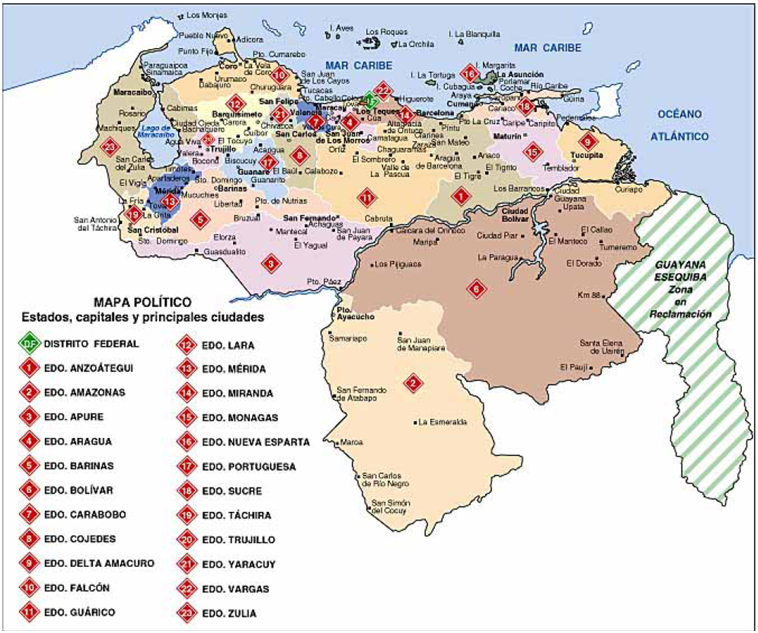 Los Monjes
I. Aves
Los Roques
I. La Blanquilla
La Orchila
MAR CARIBE
MAR CARIBE
Pueblo Nuevo
Adícora
Punto Fijo
Pto. Cumarebo
Coro
La Vela
de Coro
San Juan
de Los Cayos
Tucacas
Churuguara
Urumaco
Dabajuro
Paraguaipoa
Sinamaica
Maracaibo
I. La Tortuga
I. Margarita
La Asunción
Porlamar
I. Coche
I. Cubagua
Araya
Río Caribe
Güiria
Cumaná
Cariaco
Pto La Cruz
Caripe
Caripito
Pedernales
OCÉANO
ATLÁNTICO
Rosario
Machiques
Cabimas
Lago de
Maracaibo
Ciudad Ojeda
Bachaquero
Carora
Barquisimeto
San Felipe
Chivacoa
Quíbor
El Tocuyo
Agua Viva
Valera
Trujillo
Boconó
Biscucuy
Acarigua
Guanare
Guanarito
San Carlos
El Baúl
Valencia
Maracay
Pto. Cabello
Los Teques
Higuerote
Cúa
Altagracia
de Orituco
Camatagua
San Juan
de Los Morros
Ortiz
El Sombrero
Chaguaramas
Zaraza
Calabozo
Valle de
La Pascua
Barcelona
Clarines
Píritu
San Mateo
Aragua
de Barcelona
Anaco
El Tigrito
El Tigre
Maturín
Temblador
Los Barrancos
Tucupita
Curiapo
San Carlos
del Zulia
El Vigía
Timotes
Apartaderos
Mérida
Mucuchies
Tovar
La Fría
La Grita
San Antonio
del Táchira
San Cristóbal
Sto. Domingo
Sto. Domingo
Barinas
Libertad
Bruzual
Pto. de Nutrias
San Fernando
Achaguas
Mantecal
San Juan
de Payara
Elorza
El Yagual
Guasdualito
Cabruta
Caicara del Orinoco
Maripa
Ciudad
Bolívar
Ciudad
Guayana
Upata
Ciudad Piar
El Callao
El Manteco
Tumeremo
La Paragua
El Dorado
Los Pijiguaos
Km 88
Santa Elena
de Uairén
El Paují
Pto. Páez
Pto.
Ayacucho
Samariapo
San Juan
de Manapiare
San Fernando
de Atabapo
La Esmeralda
Maroa
San Carlos
de Río Negro
San Simón
del Cocuy
GUAYANA
ESEQUIBA
Zona
en
Reclamación
MAPA POLÍTICO
Estados, capitales y principales ciudades
DF DISTRITO FEDERAL
1 EDO. ANZOÁTEGUI
2 EDO. AMAZONAS
3 EDO. APURE
4 EDO. ARAGUA
5 EDO. BARINAS
6 EDO. BOLÍVAR
7 EDO. CARABOBO
8 EDO. COJEDES
9 EDO. DELTA AMACURO
10 EDO. FALCÓN
11 EDO. GUÁRICO
12 EDO. LARA
13 EDO. MÉRIDA
14 EDO. MIRANDA
15 EDO. MONAGAS
16 EDO. NUEVA ESPARTA
17 EDO. PORTUGUESA
18 EDO. SUCRE
19 EDO. TÁCHIRA
20 EDO. TRUJILLO
21 EDO. YARACUY
22 EDO. VARGAS
23 EDO. ZULIA